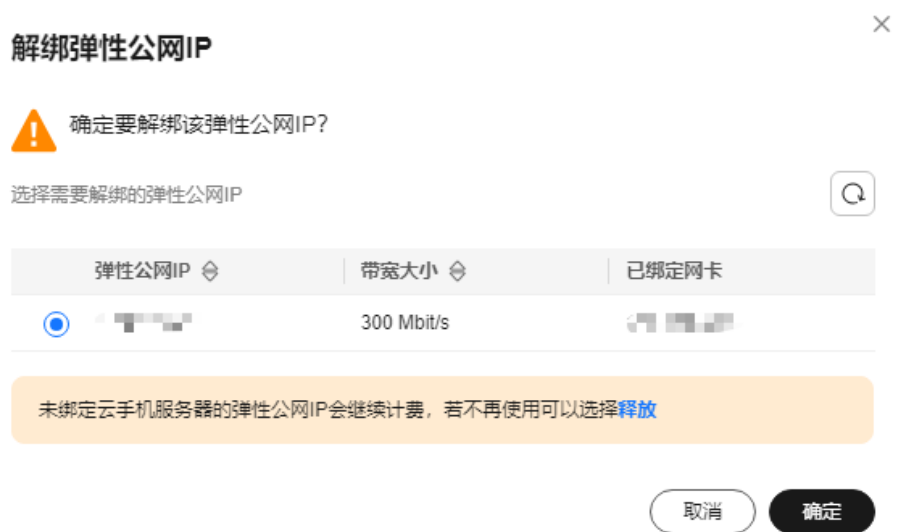 解绑弹性公网IP
确定要解绑该弹性公网IP?
选择需要解绑的弹性公网IP
弹性公网IP 带宽大小 已绑定网卡
300 Mbit/s
未绑定云手机服务器的弹性公网IP会继续计费，若不再使用可以选择释放
取消 确定